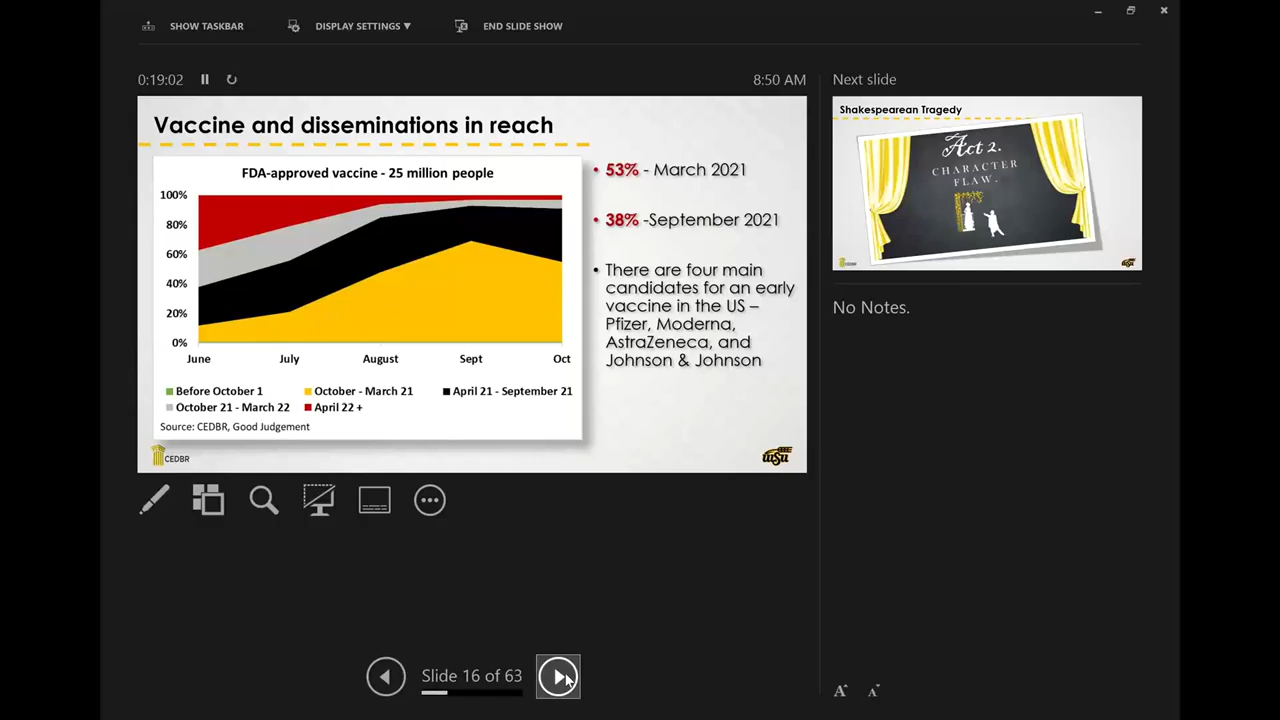 SHOW TASKBAR
DISPLAY SETTINGS ▼
END SLIDE SHOW
0:19:02
8:50 AM
Vaccine and disseminations in reach
FDA-approved vaccine - 25 million people
100%
80%
60%
40%
20%
0%
June July August Sept Oct
Before October 1 October - March 21 April 21 - September 21
October 21 - March 22 April 22 +
Source: CEDBR, Good Judgement
CEDBR
• 53% - March 2021
• 38% -September 2021
• There are four main
candidates for an early
vaccine in the US –
Pfizer, Moderna,
AstraZeneca, and
Johnson & Johnson
WSU
Next slide
Shakespearean Tragedy
Act 2.
CHARACTER
FLAW.
CEDBR
WSU
No Notes.
Slide 16 of 63
A A